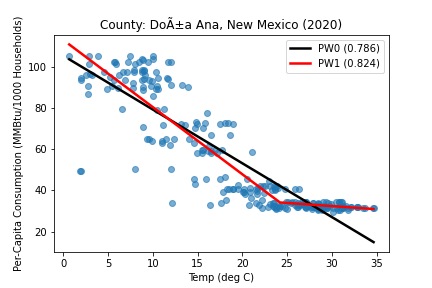 County: DoÃ±a Ana, New Mexico (2020)
Per-Capita Consumption (MMBtu/1000 Households)
100
80
60
40
20
PW0 (0.786)
PW1 (0.824)
0 5 10 15 20 25 30 35
Temp (deg C)